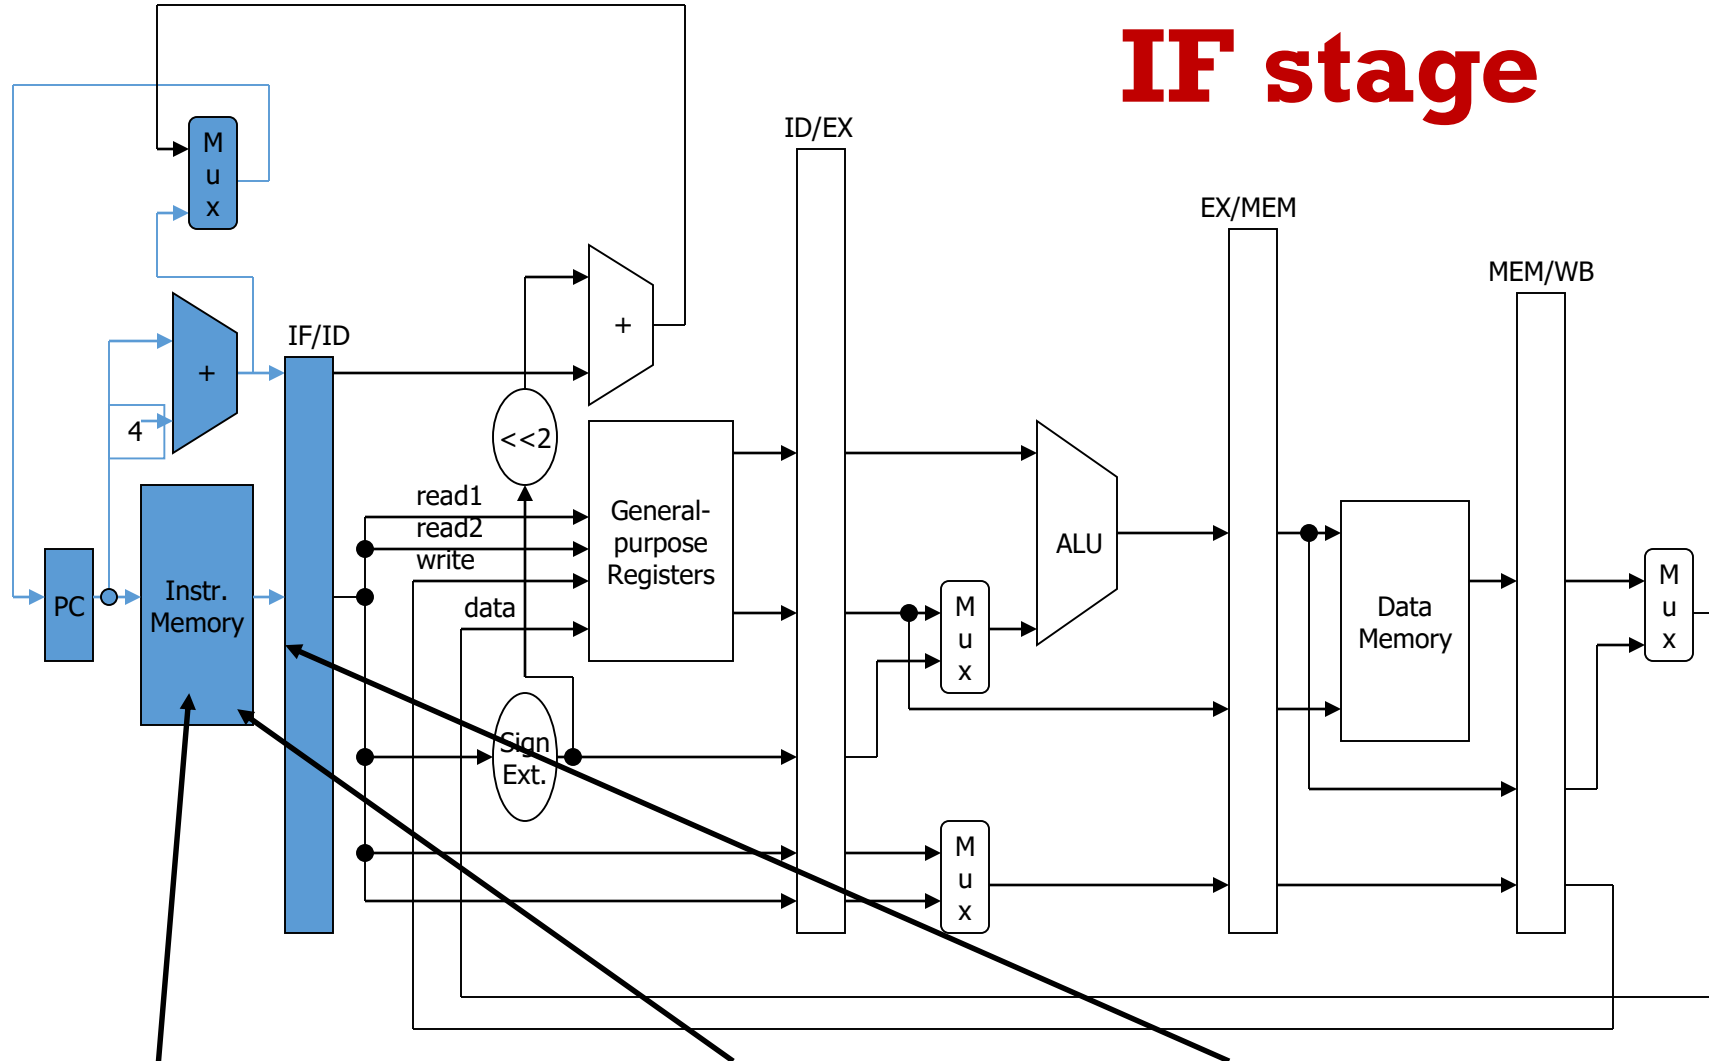 IF stage
ID/EX
M
u
x
EX/MEM
MEM/WB
IF/ID
+
+
4
<<2
read1
read2
write
data
General-
purpose
Registers
ALU
PC
Instr.
Memory
M
u
x
Data
Memory
M
u
x
Sign
Ext.
M
u
x